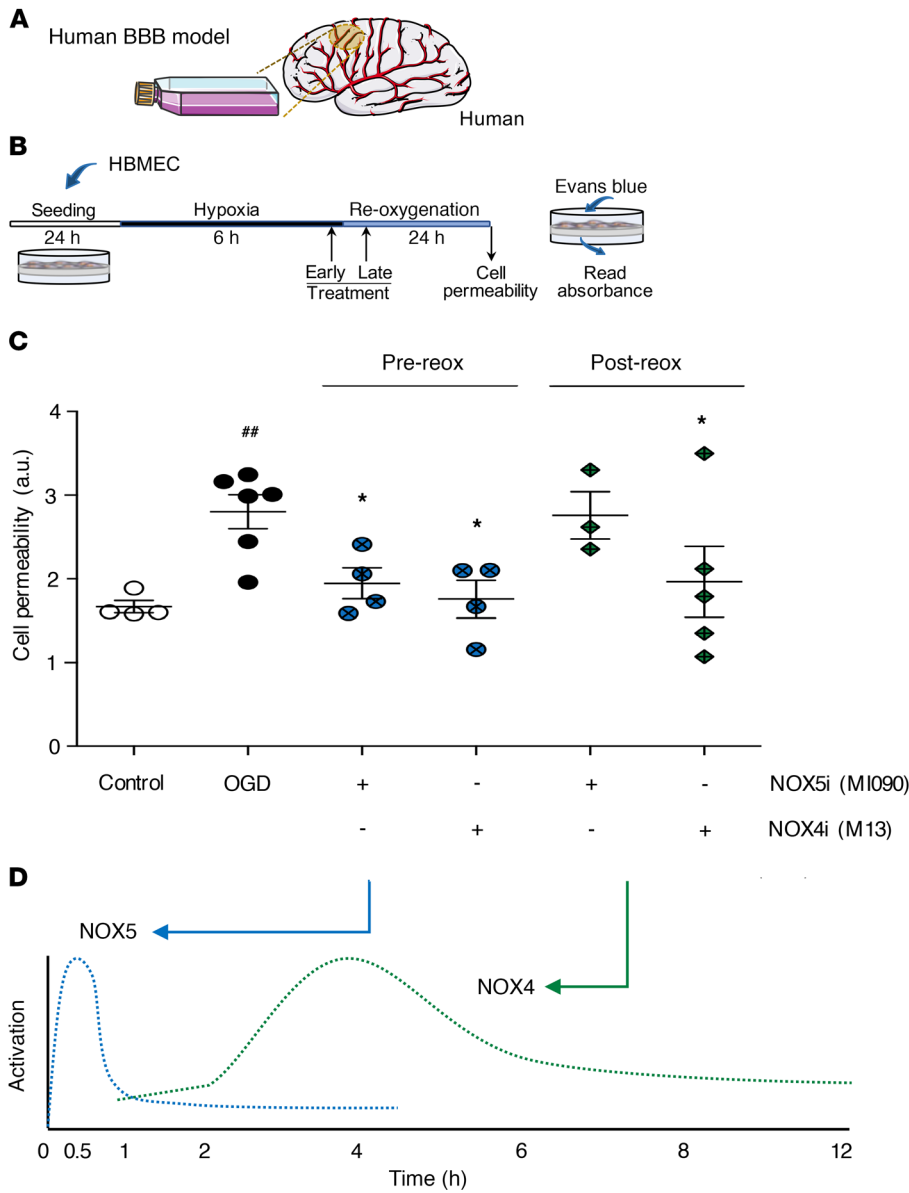 A
Human BBB model
Human
B
HBMEC
Seeding
Hypoxia
Re-oxygenation
24 h
6 h
24 h
Early
Late
Treatment
Cell
permeability
Evans blue
Read
absorbance
C
Pre-reox
Post-reox
Cell permeability (a.u.)
4
3
2
1
0
##
*
*
*
Control
OGD
+
-
+
-
NOX5i (MI090)
-
+
-
+
NOX4i (M13)
D
NOX5
NOX4
Activation
0
0.5
1
2
4
6
8
12
Time (h)